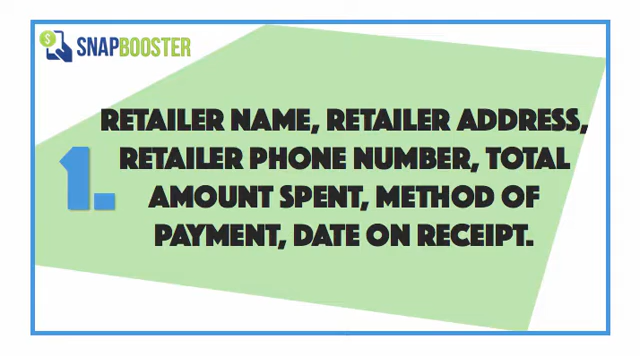 SNAPBOOSTER
RETAILER NAME, RETAILER ADDRESS,
RETAILER PHONE NUMBER, TOTAL
1. AMOUNT SPENT, METHOD OF
PAYMENT, DATE ON RECEIPT.